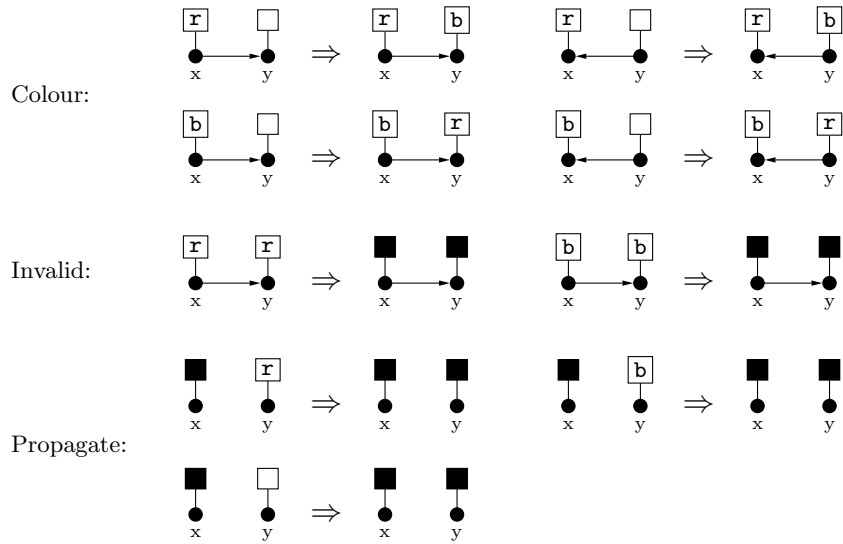 r r b r r b
x y ⇒ x y x y ⇒ x y
Colour:
b b r b b r
x y ⇒ x y x y ⇒ x y
r r b b
Invalid: ⇒ ⇒
x y x y x y x y
r b
⇒ ⇒
x y x y x y x y
Propagate:
⇒
x y x y